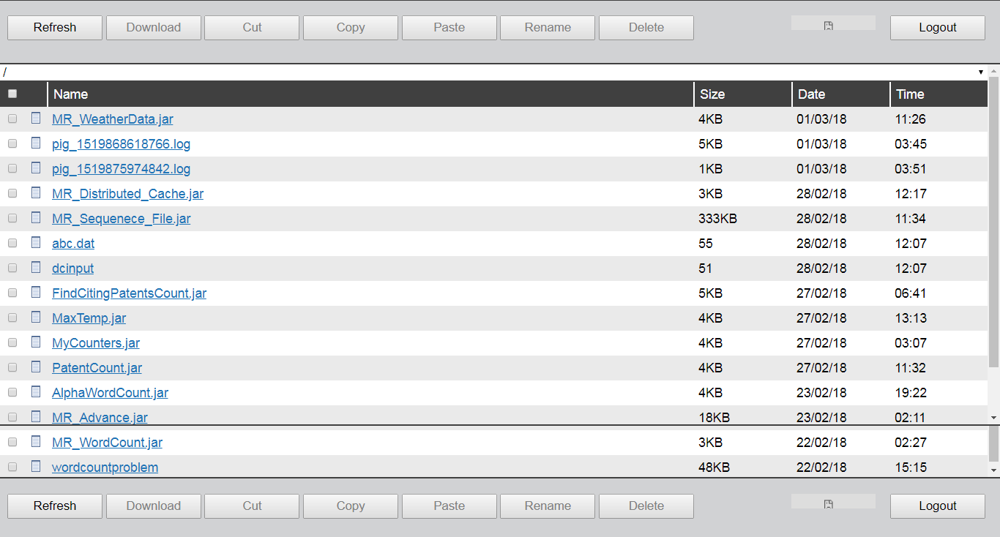 Refresh Download Cut Copy Paste Rename Delete Logout
/
Name Size Date Time
MR_WeatherData.jar 4KB 01/03/18 11:26
pig_1519868618766.log 5KB 01/03/18 03:45
pig_1519875974842.log 1KB 01/03/18 03:51
MR_Distributed_Cache.jar 3KB 28/02/18 12:17
MR_Sequenece_File.jar 333KB 28/02/18 11:34
abc.dat 55 28/02/18 12:07
dcinput 51 28/02/18 12:07
FindCitingPatentsCount.jar 5KB 27/02/18 06:41
MaxTemp.jar 4KB 27/02/18 13:13
MyCounters.jar 4KB 27/02/18 03:07
PatentCount.jar 4KB 27/02/18 11:32
AlphaWordCount.jar 4KB 23/02/18 19:22
MR_Advance.jar 18KB 23/02/18 02:11
MR_WordCount.jar 3KB 22/02/18 02:27
wordcountproblem 48KB 22/02/18 15:15
Refresh Download Cut Copy Paste Rename Delete Logout